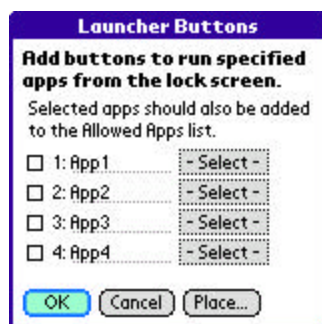 Launcher Buttons
Add buttons to run specified
apps from the lock screen.
Selected apps should also be added
to the Allowed Apps list.
1: App1 - Select -
2: App2 - Select -
3: App3 - Select -
4: App4 - Select -
OK Cancel Place...